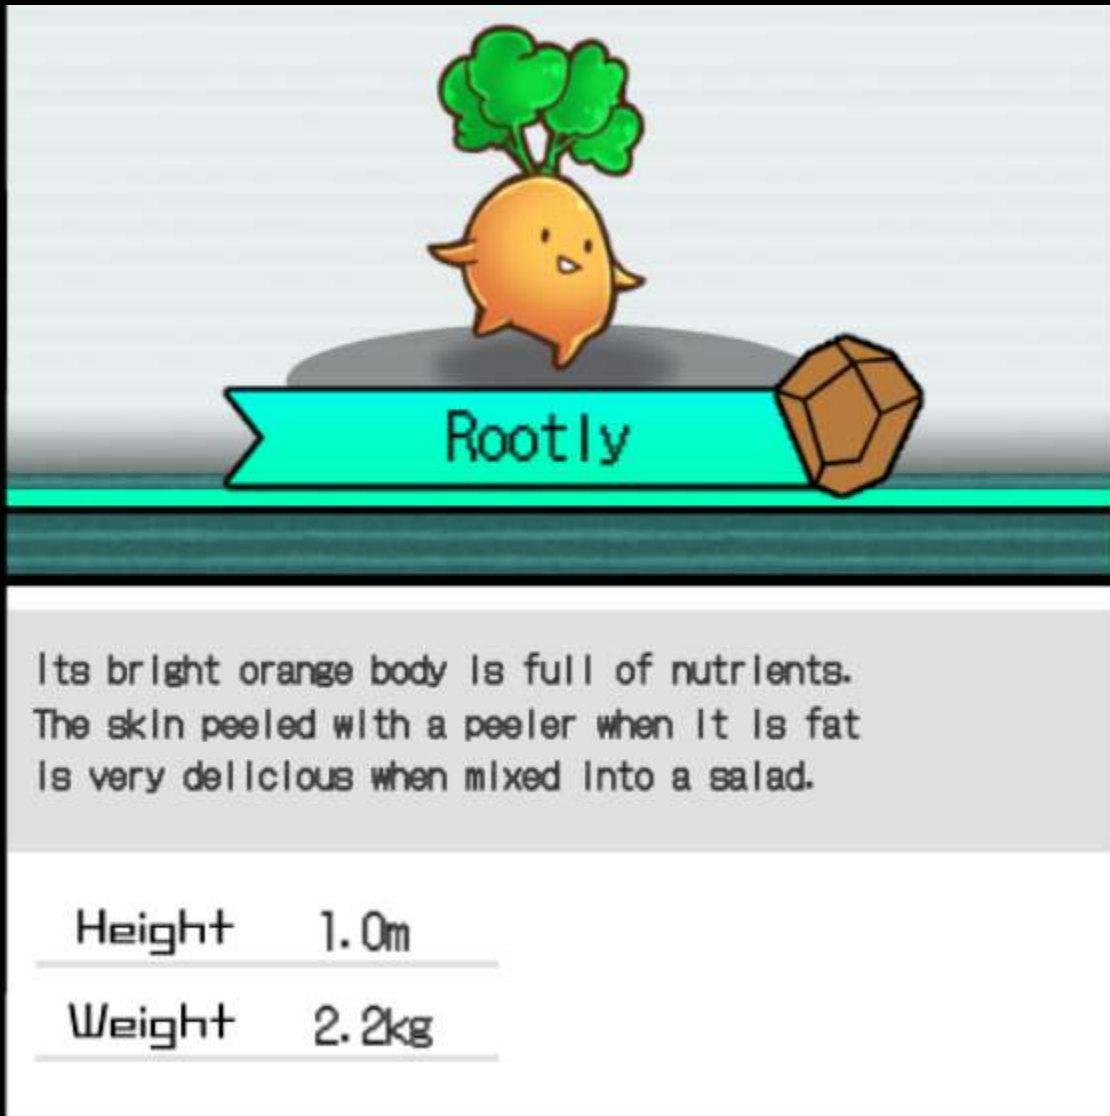 Rootly
Its bright orange body is full of nutrients.
The skin peeled with a peeler when it is fat
is very delicious when mixed into a salad.
Height 1.0m
Weight 2.2kg